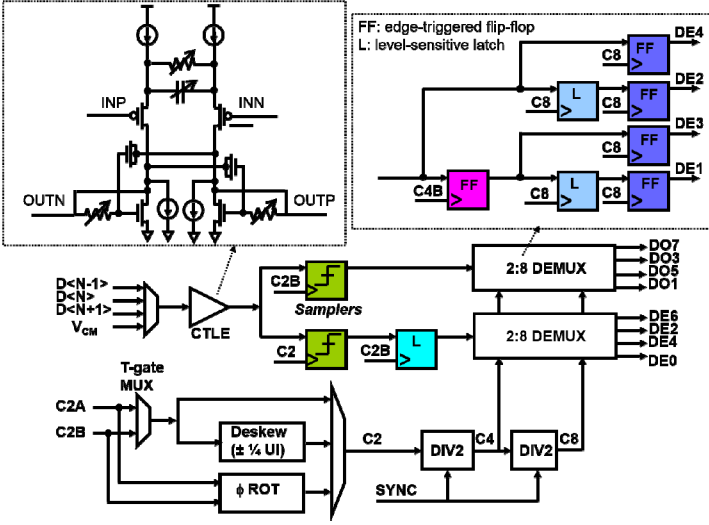 FF: edge-triggered flip-flop
L: level-sensitive latch
INP
INN
OUTN
OUTP
C8
FF
DE4
C8
L
C8
FF
DE2
C8
FF
DE3
C4B
FF
C8
L
C8
FF
DE1
D<N-1>
D<N>
D<N+1>
VCM
CTLE
C2B
Samplers
C2
C2B
L
2:8 DEMUX
DO7
DO3
DO5
DO1
2:8 DEMUX
DE6
DE2
DE4
DE0
T-gate
MUX
C2A
C2B
Deskew
(± ¼ UI)
ϕ ROT
C2
DIV2
C4
DIV2
C8
SYNC